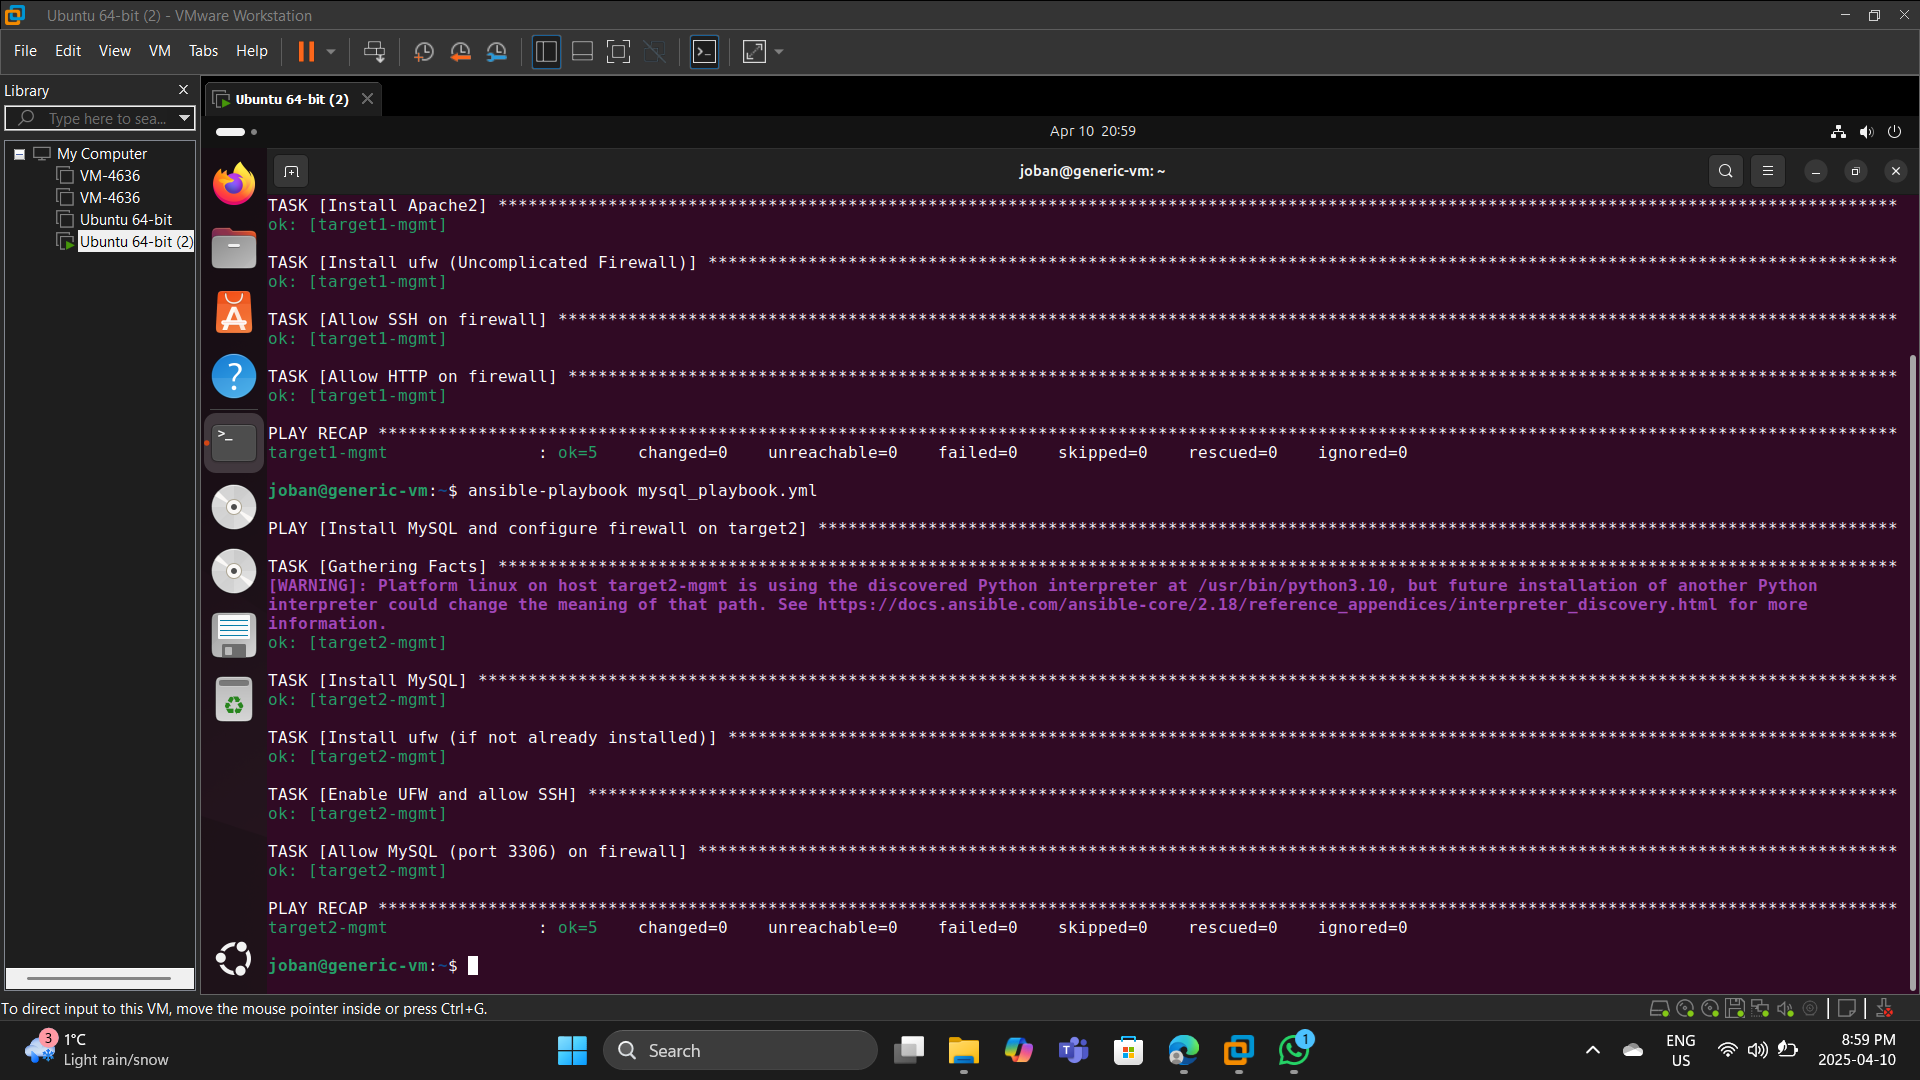 Ubuntu 64-bit (2) - VMware Workstation
File Edit View VM Tabs Help
Library
Type here to sea...
My Computer
VM-4636
VM-4636
Ubuntu 64-bit
Ubuntu 64-bit (2)
Ubuntu 64-bit (2)
Apr 10 20:59
joban@generic-vm: ~
TASK [Install Apache2] ********************************************************************************************************************************************
ok: [target1-mgmt]
TASK [Install ufw (Uncomplicated Firewall)] ***********************************************************************************************************************
ok: [target1-mgmt]
TASK [Allow SSH on firewall] **************************************************************************************************************************************
ok: [target1-mgmt]
TASK [Allow HTTP on firewall] *************************************************************************************************************************************
ok: [target1-mgmt]
PLAY RECAP ********************************************************************************************************************************************************
target1-mgmt : ok=5 changed=0 unreachable=0 failed=0 skipped=0 rescued=0 ignored=0
joban@generic-vm:~$ ansible-playbook mysql_playbook.yml
PLAY [Install MySQL and configure firewall on target2] ************************************************************************************************************
TASK [Gathering Facts] ********************************************************************************************************************************************
[WARNING]: Platform linux on host target2-mgmt is using the discovered Python interpreter at /usr/bin/python3.10, but future installation of another Python
interpreter could change the meaning of that path. See https://docs.ansible.com/ansible-core/2.18/reference_appendices/interpreter_discovery.html for more
information.
ok: [target2-mgmt]
TASK [Install MySQL] **********************************************************************************************************************************************
ok: [target2-mgmt]
TASK [Install ufw (if not already installed)] *********************************************************************************************************************
ok: [target2-mgmt]
TASK [Enable UFW and allow SSH] ***********************************************************************************************************************************
ok: [target2-mgmt]
TASK [Allow MySQL (port 3306) on firewall] ************************************************************************************************************************
ok: [target2-mgmt]
PLAY RECAP ********************************************************************************************************************************************************
target2-mgmt : ok=5 changed=0 unreachable=0 failed=0 skipped=0 rescued=0 ignored=0
joban@generic-vm:~$
To direct input to this VM, move the mouse pointer inside or press Ctrl+G.
3
1°C
Light rain/snow
Search
1
ENG
US
8:59 PM
2025-04-10